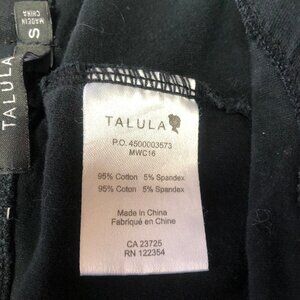 TALULA
S
MADE IN
CHINA
TALULA
P.O. 4500003573
MWC16
95% Cotton 5% Spandex
95% Coton 5% Spandex
Made in China
Fabriqué en China
CA 23725
RN 122354